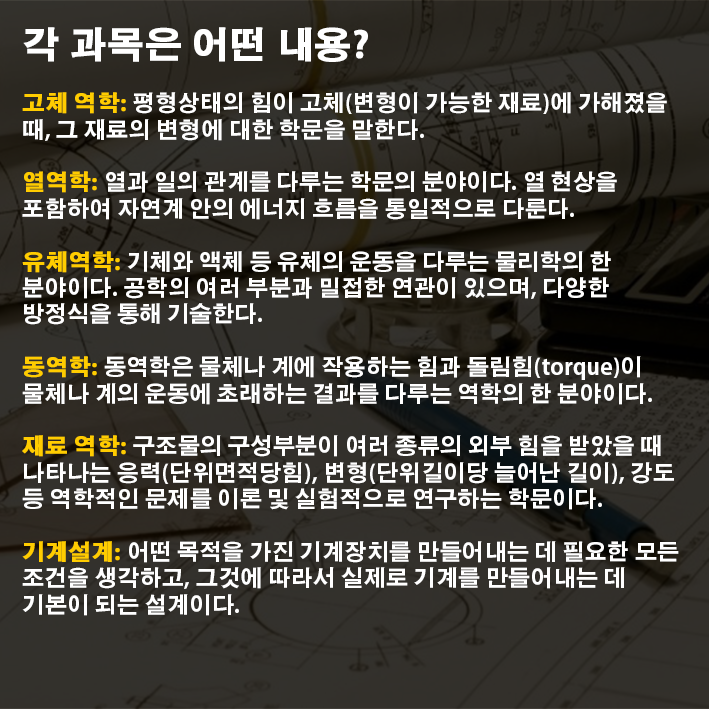 각 과목은 어떤 내용?
고체 역학: 평형상태의 힘이 고체(변형이 가능한 재료)에 가해졌을
때, 그 재료의 변형에 대한 학문을 말한다.
열역학: 열과 일의 관계를 다루는 학문의 분야이다. 열 현상을
포함하여 자연계 안의 에너지 흐름을 통일적으로 다룬다.
유체역학: 기체와 액체 등 유체의 운동을 다루는 물리학의 한
분야이다. 공학의 여러 부분과 밀접한 연관이 있으며, 다양한
방정식을 통해 기술한다.
동역학: 동역학은 물체나 계에 작용하는 힘과 돌림힘(torque)이
물체나 계의 운동에 초래하는 결과를 다루는 역학의 한 분야이다.
재료 역학: 구조물의 구성부분이 여러 종류의 외부 힘을 받았을 때
나타나는 응력(단위면적당힘), 변형(단위길이당 늘어난 길이), 강도
등 역학적인 문제를 이론 및 실험적으로 연구하는 학문이다.
기계설계: 어떤 목적을 가진 기계장치를 만들어내는 데 필요한 모든
조건을 생각하고, 그것에 따라서 실제로 기계를 만들어내는 데
기본이 되는 설계이다.